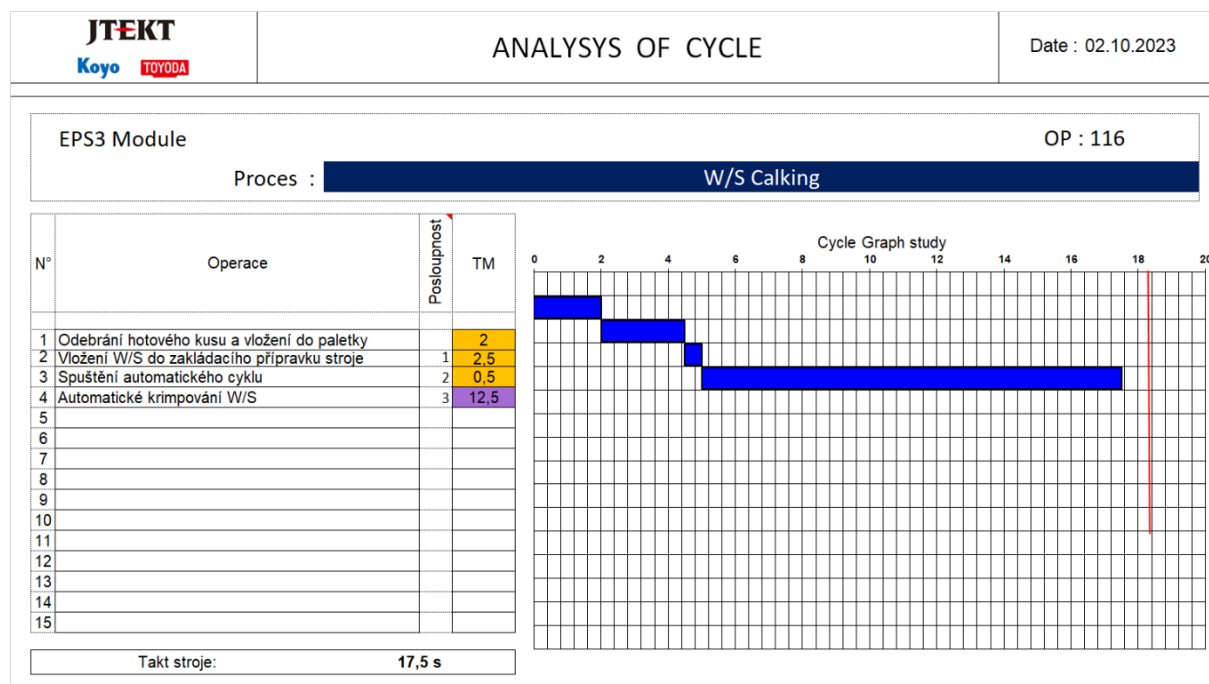 JTEKT
Koyo TOYODA
ANALYSYS OF CYCLE
Date : 02.10.2023
EPS3 Module
OP : 116
Proces :
W/S Calking
N° Operace Posloupnost TM
Cycle Graph study
0 2 4 6 8 10 12 14 16 18 20
1 Odebrání hotového kusu a vložení do paletky 2
2 Vložení W/S do zakládacího přípravku stroje 1 2,5
3 Spuštění automatického cyklu 2 0,5
4 Automatické krimpování W/S 3 12,5
5
6
7
8
9
10
11
12
13
14
15
Takt stroje: 17,5 s